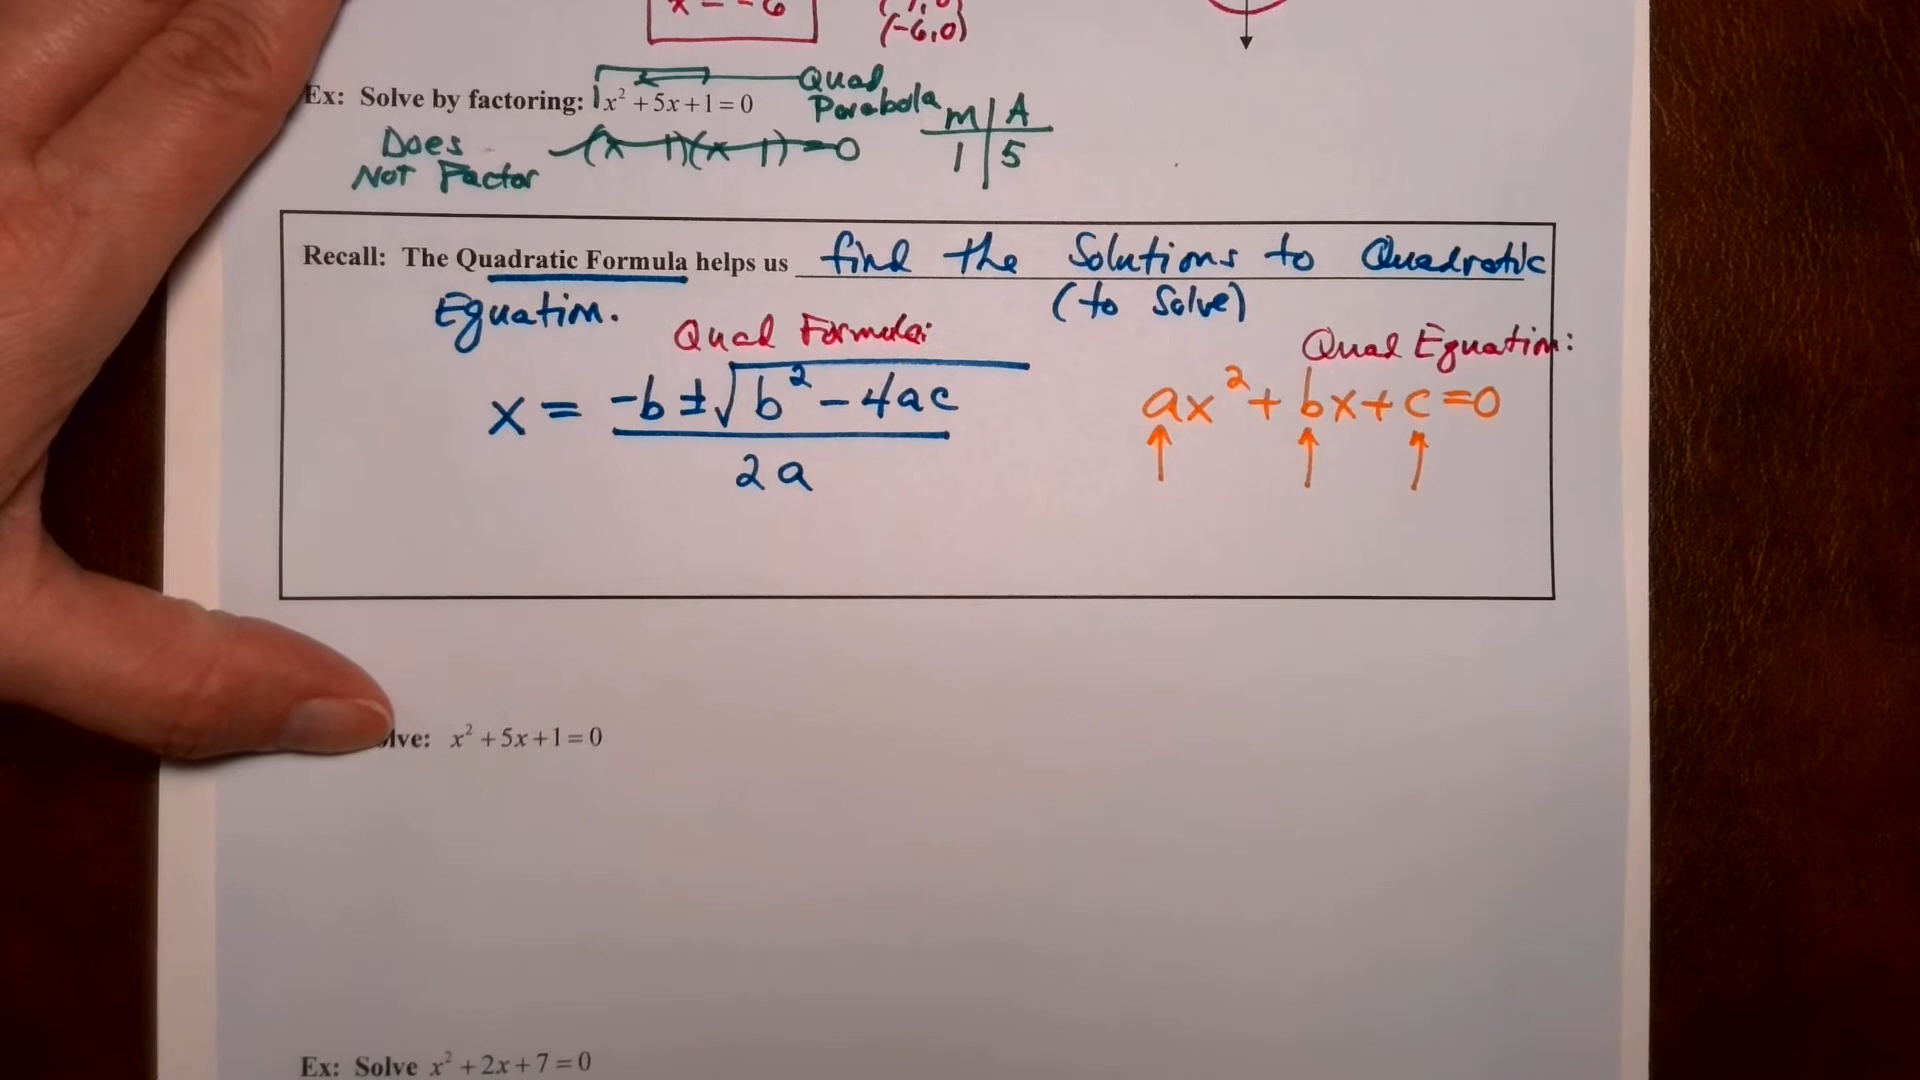 x = -6
(-6,0)
Ex: Solve by factoring: 1x² + 5x + 1 = 0
Quad
Parabola
M | A
1 | 5
Does
Not Factor
(x 1)(x 1) = 0
Recall: The Quadratic Formula helps us find the Solutions to Quadratic
Equation.
(to Solve)
Quad Formula:
x = -b ± √b² - 4ac
2a
Quad Equation:
ax² + bx + c = 0
lve: x² + 5x + 1 = 0
Ex: Solve x² + 2x + 7 = 0